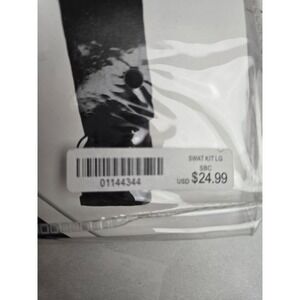 SWAT KIT LG
SBC
01144344
USD $24.99